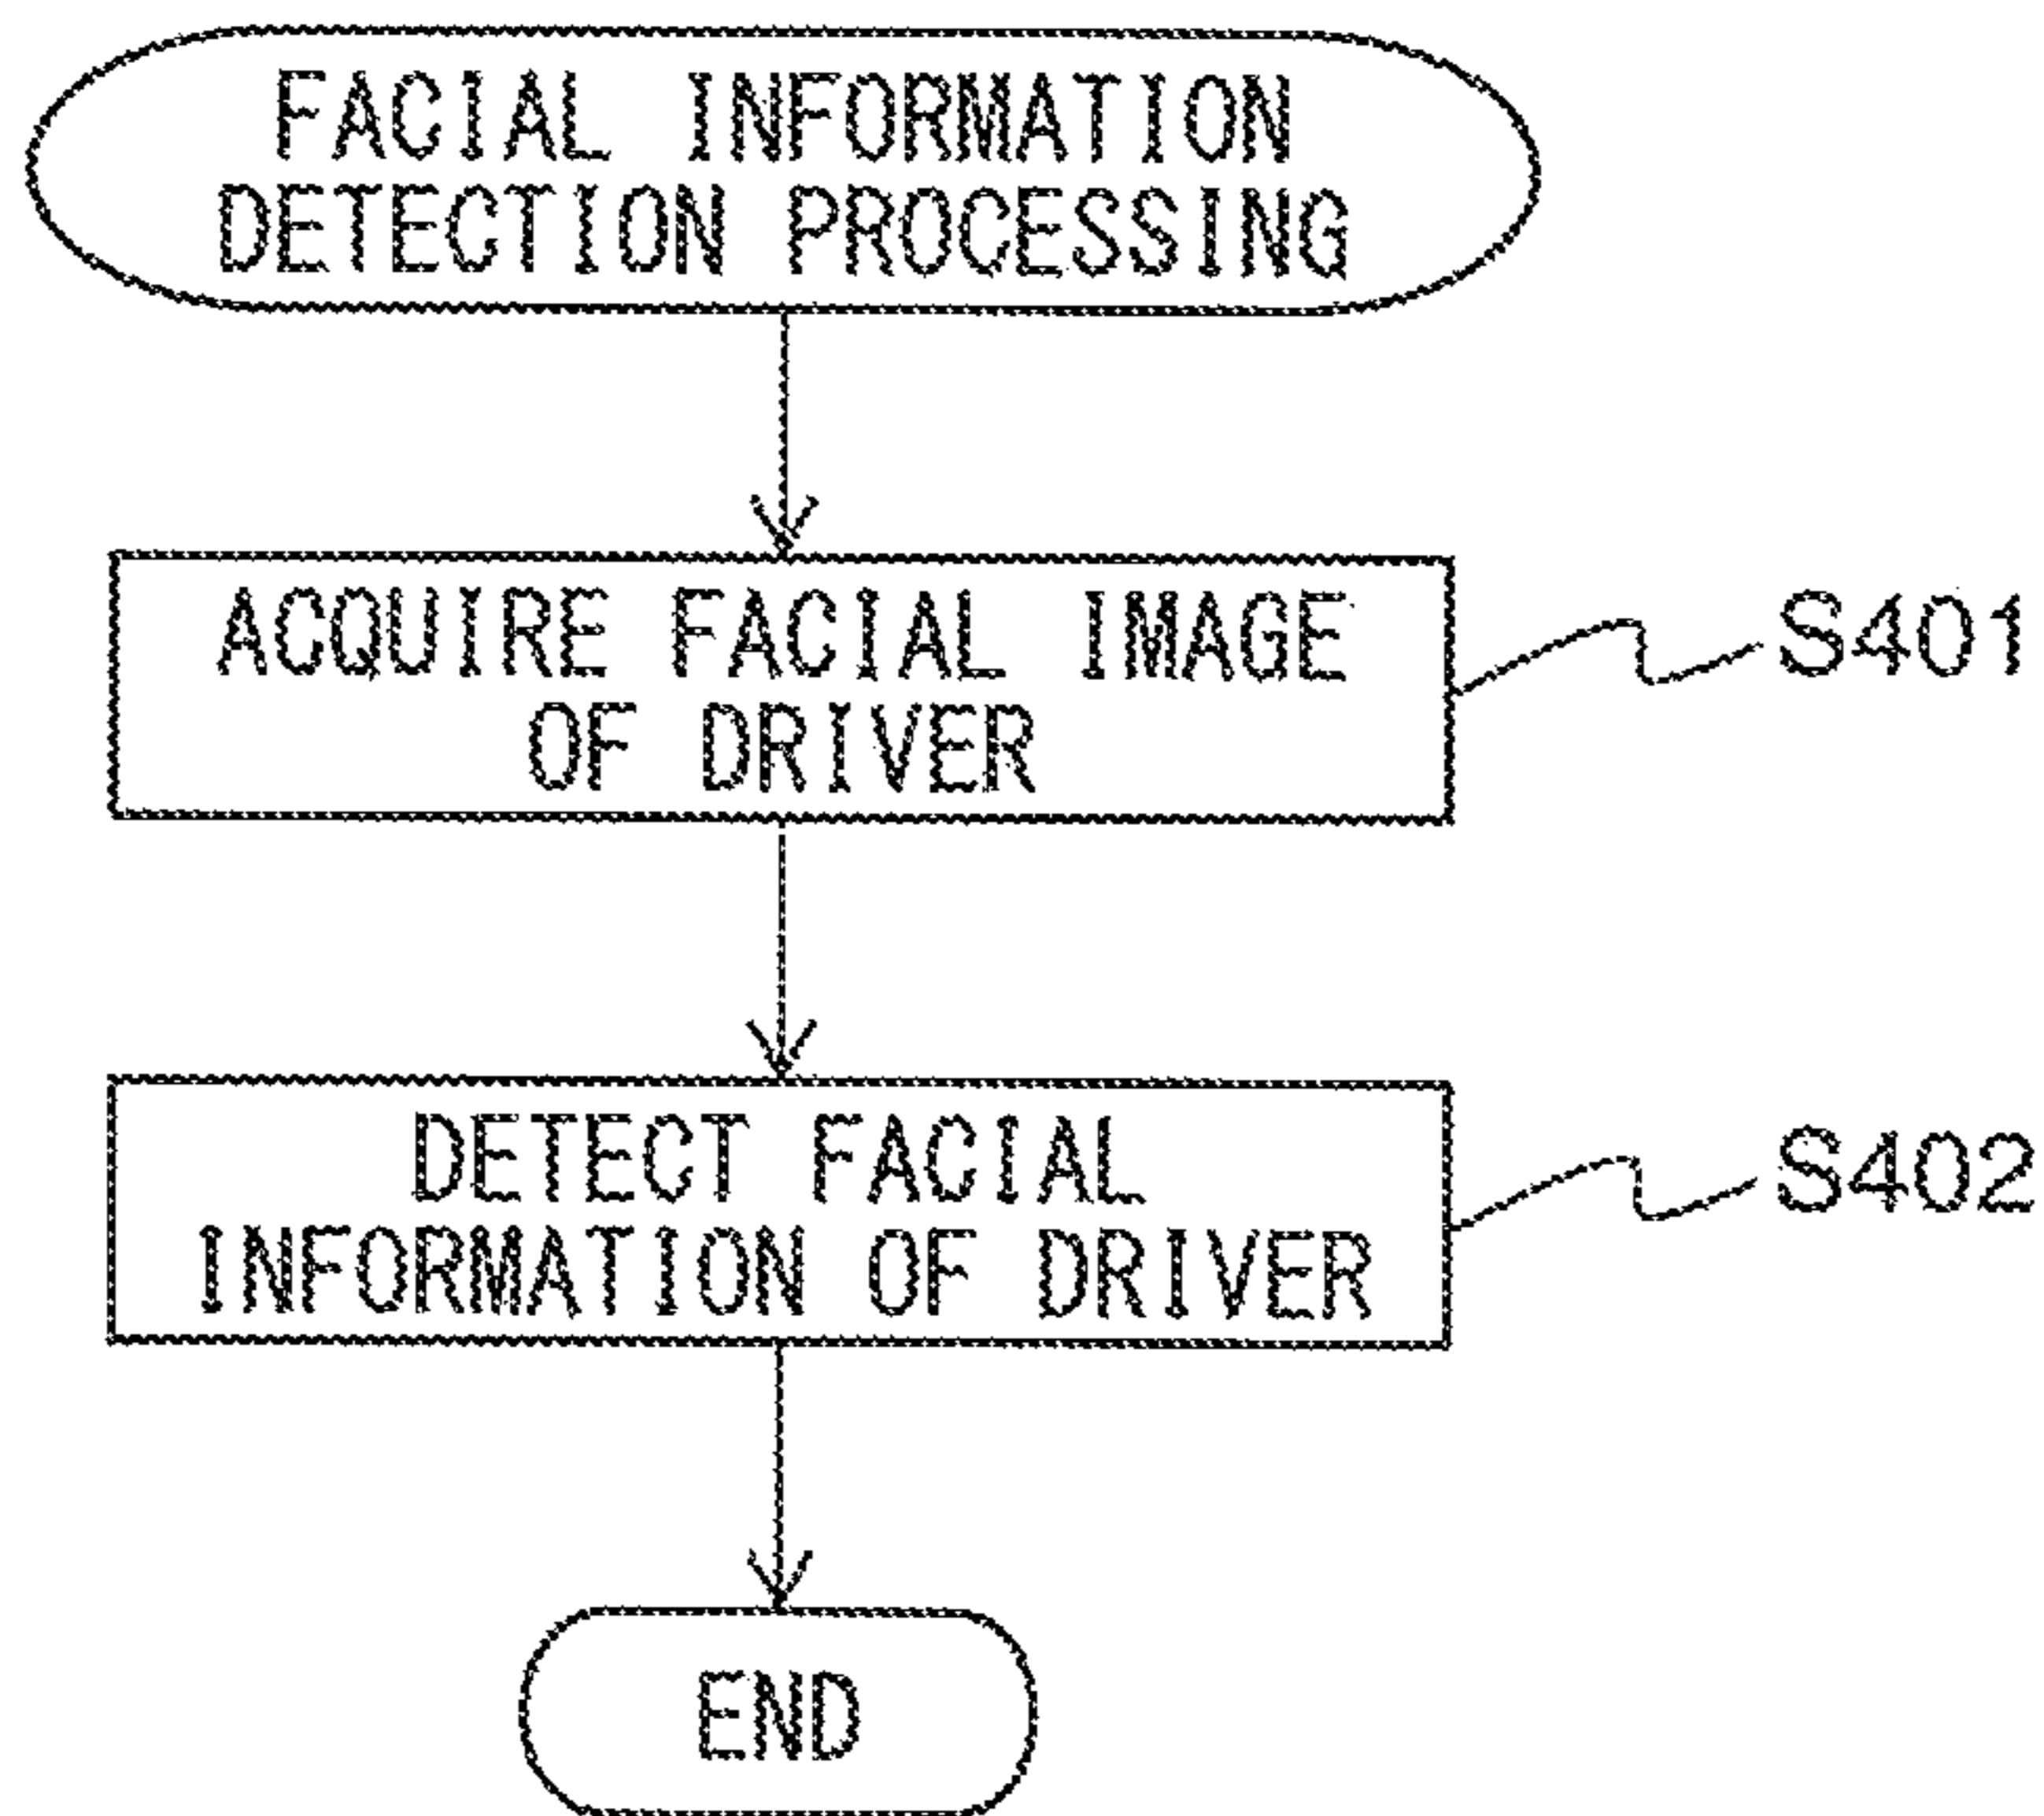 FACIAL INFORMATION
DETECTION PROCESSING
ACQUIRE FACIAL IMAGE
OF DRIVER
S401
DETECT FACIAL
INFORMATION OF DRIVER
S402
END